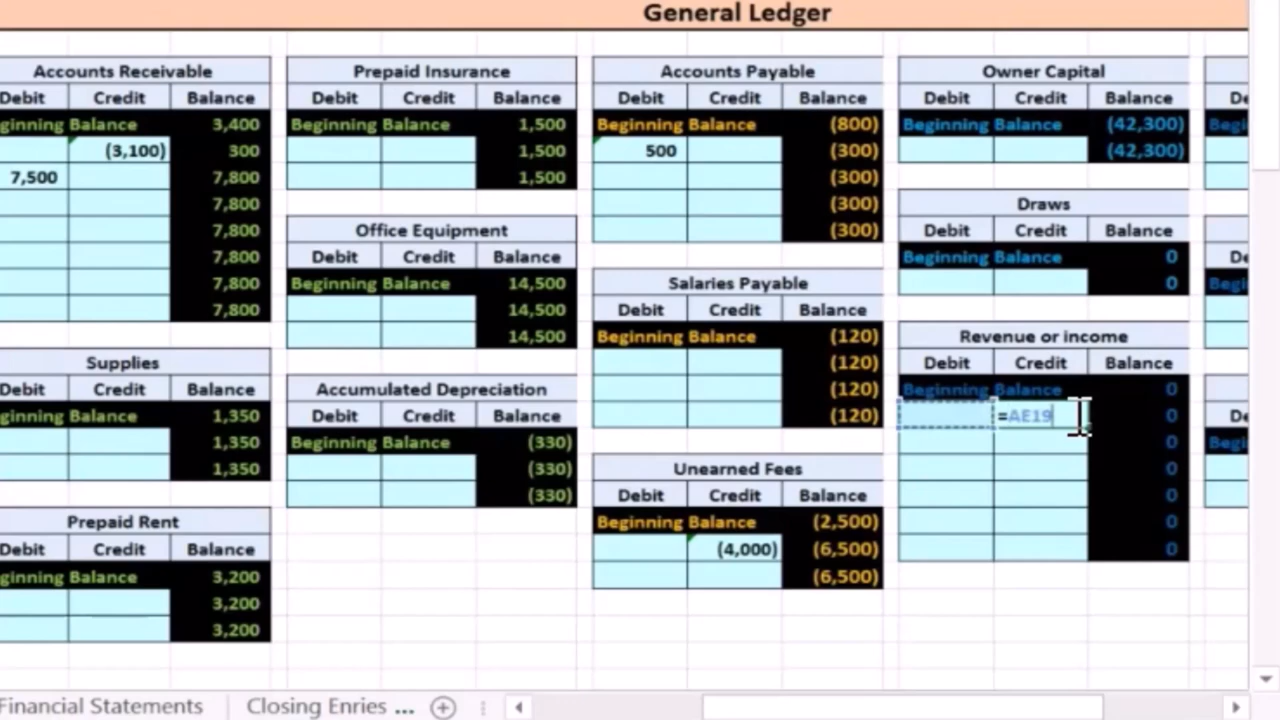 General Ledger
Accounts Receivable
Debit Credit Balance
ginning Balance 3,400
(3,100) 300
7,500 7,800
7,800
7,800
7,800
7,800
7,800
Supplies
Debit Credit Balance
ginning Balance 1,350
1,350
1,350
Prepaid Rent
Debit Credit Balance
ginning Balance 3,200
3,200
3,200
Prepaid Insurance
Debit Credit Balance
Beginning Balance 1,500
1,500
1,500
Office Equipment
Debit Credit Balance
Beginning Balance 14,500
14,500
14,500
Accumulated Depreciation
Debit Credit Balance
Beginning Balance (330)
(330)
(330)
Accounts Payable
Debit Credit Balance
Beginning Balance (800)
500 (300)
(300)
(300)
(300)
Salaries Payable
Debit Credit Balance
Beginning Balance (120)
(120)
(120)
(120)
Unearned Fees
Debit Credit Balance
Beginning Balance (2,500)
(4,000) (6,500)
(6,500)
Owner Capital
Debit Credit Balance
Beginning Balance (42,300)
(42,300)
Draws
Debit Credit Balance
Beginning Balance 0
0
Revenue or income
Debit Credit Balance
Beginning Balance 0
=AE19 0
0
0
0
0
0
De
Begi
De
Begi
De
Begi
Financial Statements Closing Enries ...